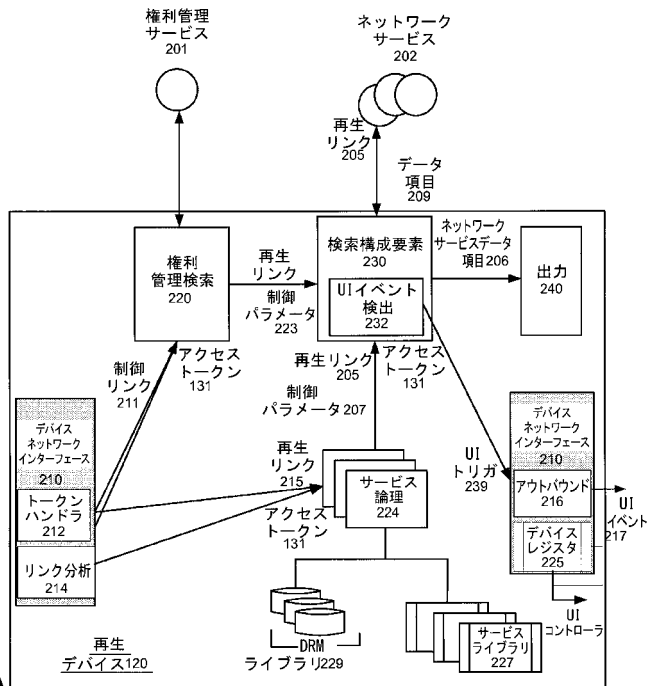 権利管理
サービス
201
ネットワーク
サービス
202
再生
リンク
205
データ
項目
209
権利
管理検索
220
再生
リンク
制御
パラメータ
223
検索構成要素
230
UIイベント
検出
232
ネットワーク
サービスデータ
項目206
出力
240
制御
リンク
211
アクセス
トークン
131
再生リンク
205
アクセス
トークン
131
制御
パラメータ207
デバイス
ネットワーク
インターフェース
210
トークン
ハンドラ
212
リンク分析
214
再生
リンク
215
アクセス
トークン
131
サービス
論理
224
UI
トリガ
239
デバイス
ネットワーク
インターフェース
210
アウトバウンド
216
UI
イベント
217
デバイス
レジスタ
225
UI
コントローラ
再生
デバイス120
DRM
ライブラリ229
サービス
ライブラリ
227